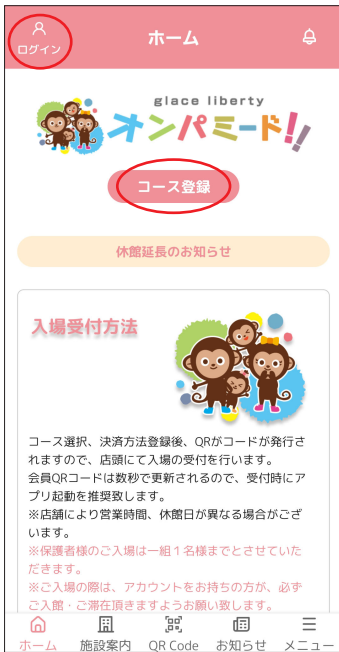 ログイン
ホーム
glace liberty
オンパミード!!
コース登録
休館延長のお知らせ
入場受付方法
コース選択、決済方法登録後、QRがコードが発行さ
れますので、店頭にて入場の受付を行います。
会員QRコードは数秒で更新されるので、受付時にア
プリ起動を推奨致します。
※店舗により営業時間、休館日が異なる場合がござ
います。
※保護者様のご入場は一組１名様までとさせていた
だきます。
※ご入場の際は、アカウントをお持ちの方が、必ず
ご入館・ご滞在頂きますようお願い致します。
ホーム
施設案内
QR Code
お知らせ
メニュー